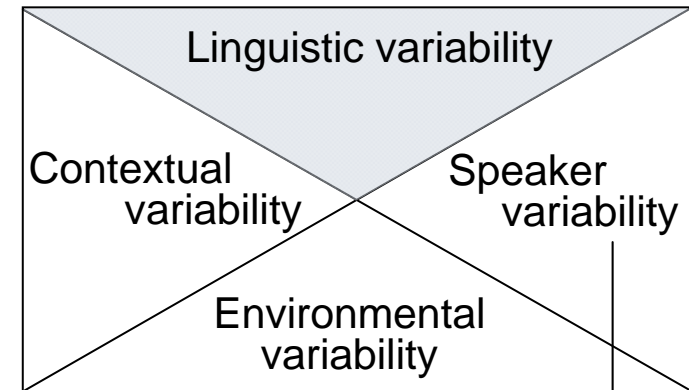 Linguistic variability
Contextual
variability
Speaker
variability
Environmental
variability